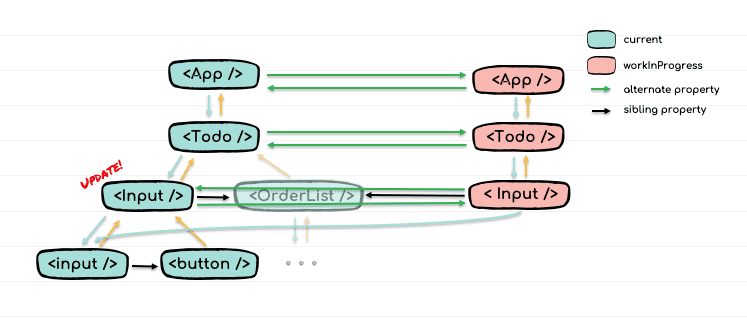 current
workInProgress
alternate property
sibling property
<App />
<App />
<Todo />
<Todo />
UPDATE!
<Input />
<OrderList />
< Input />
<input />
<button />
...